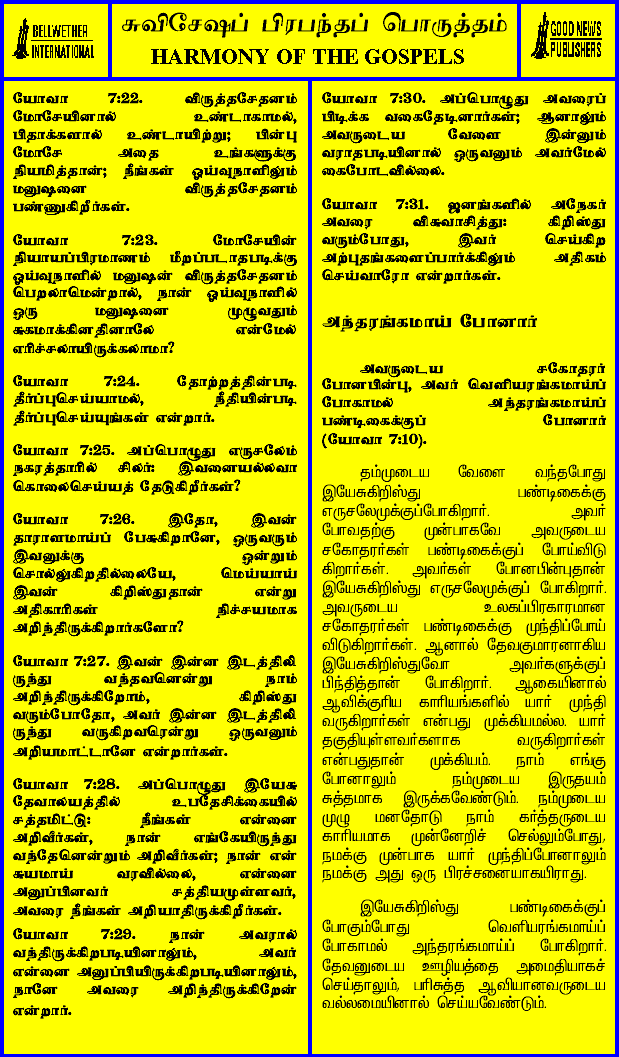 BELLWETHER
INTERNATIONAL
சுவிசேஷப் பிரபந்தப் பொருத்தம்
HARMONY OF THE GOSPELS
GOOD NEWS
PUBLISHERS
யோவா 7:22. விருத்தசேதனம்
மோசேயினால் உண்டாகாமல்,
பிதாக்களால் உண்டாயிற்று; பின்பு
மோசே அதை உங்களுக்கு
நியமித்தான்; நீங்கள் ஓய்வுநாளிலும்
மனுஷனை விருத்தசேதனம்
பண்ணுகிறீர்கள்.
யோவா 7:23. மோசேயின்
நியாயப்பிரமாணம் மீறப்படாதபடிக்கு
ஓய்வுநாளில் மனுஷன் விருத்தசேதனம்
பெறலாமென்றால், நான் ஓய்வுநாளில்
ஒரு மனுஷனை முழுவதும்
சுகமாக்கினதினாலே என்மேல்
எரிச்சலாயிருக்கலாமா?
யோவா 7:24. தோற்றத்தின்படி
தீர்ப்புசெய்யாமல், நீதியின்படி
தீர்ப்புசெய்யுங்கள் என்றார்.
யோவா 7:25. அப்பொழுது எருசலேம்
நகரத்தாரில் சிலர்: இவனையல்லவா
கொலைசெய்யத் தேடுகிறீர்கள்?
யோவா 7:26. இதோ, இவன்
தாராளமாய்ப் பேசுகிறானே, ஒருவரும்
இவனுக்கு ஒன்றும்
சொல்லுகிறதில்லையே, மெய்யாய்
இவன் கிறிஸ்துதான் என்று
அதிகாரிகள் நிச்சயமாக
அறிந்திருக்கிறார்களோ?
யோவா 7:27. இவன் இன்ன இடத்திலி
ருந்து வந்தவனென்று நாம்
அறிந்திருக்கிறோம், கிறிஸ்து
வரும்போதோ, அவர் இன்ன இடத்திலி
ருந்து வருகிறவரென்று ஒருவனும்
அறியமாட்டானே என்றார்கள்.
யோவா 7:28. அப்பொழுது இயேசு
தேவாலயத்தில் உபதேசிக்கையில்
சத்தமிட்டு: நீங்கள் என்னை
அறிவீர்கள், நான் எங்கேயிருந்து
வந்தேனென்றும் அறிவீர்கள்; நான் என்
சுயமாய் வரவில்லை, என்னை
அனுப்பினவர் சத்தியமுள்ளவர்,
அவரை நீங்கள் அறியாதிருக்கிறீர்கள்.
யோவா 7:29. நான் அவரால்
வந்திருக்கிறபடியினாலும், அவர்
என்னை அனுப்பியிருக்கிறபடியினாலும்,
நானே அவரை அறிந்திருக்கிறேன்
என்றார்.
யோவா 7:30. அப்பொழுது அவரைப்
பிடிக்க வகைதேடினார்கள்; ஆனாலும்
அவருடைய வேளை இன்னும்
வராதபடியினால் ஒருவனும் அவர்மேல்
கைபோடவில்லை.
யோவா 7:31. ஜனங்களில் அநேகர்
அவரை விசுவாசித்து: கிறிஸ்து
வரும்போது, இவர் செய்கிற
அற்புதங்களைப்பார்க்கிலும் அதிகம்
செய்வாரோ என்றார்கள்.
அந்தரங்கமாய் போனார்
அவருடைய சகோதரர்
போனபின்பு, அவர் வெளியரங்கமாய்ப்
போகாமல் அந்தரங்கமாய்ப்
பண்டிகைக்குப் போனார்
(யோவா 7:10).
தம்முடைய வேளை வந்தபோது
இயேசுகிறிஸ்து பண்டிகைக்கு
எருசலேமுக்குப்போகிறார். அவர்
போவதற்கு முன்பாகவே அவருடைய
சகோதரர்கள் பண்டிகைக்குப் போய்விடு
கிறார்கள். அவர்கள் போனபின்புதான்
இயேசுகிறிஸ்து எருசலேமுக்குப் போகிறார்.
அவருடைய உலகப்பிரகாரமான
சகோதரர்கள் பண்டிகைக்கு முந்திப்போய்
விடுகிறார்கள். ஆனால் தேவகுமாரனாகிய
இயேசுகிறிஸ்துவோ அவர்களுக்குப்
பிந்தித்தான் போகிறார். ஆகையினால்
ஆவிக்குரிய காரியங்களில் யார் முந்தி
வருகிறார்கள் என்பது முக்கியமல்ல. யார்
தகுதியுள்ளவர்களாக வருகிறார்கள்
என்பதுதான் முக்கியம். நாம் எங்கு
போனாலும் நம்முடைய இருதயம்
சுத்தமாக இருக்கவேண்டும். நம்முடைய
முழு மனதோடு நாம் கர்த்தருடைய
காரியமாக முன்னேறிச் செல்லும்போது,
நமக்கு முன்பாக யார் முந்திப்போனாலும்
நமக்கு அது ஒரு பிரச்சனையாகயிராது.
இயேசுகிறிஸ்து பண்டிகைக்குப்
போகும்போது வெளியரங்கமாய்ப்
போகாமல் அந்தரங்கமாய்ப் போகிறார்.
தேவனுடைய ஊழியத்தை அமைதியாகச்
செய்தாலும், பரிசுத்த ஆவியானவருடைய
வல்லமையினால் செய்யவேண்டும்.